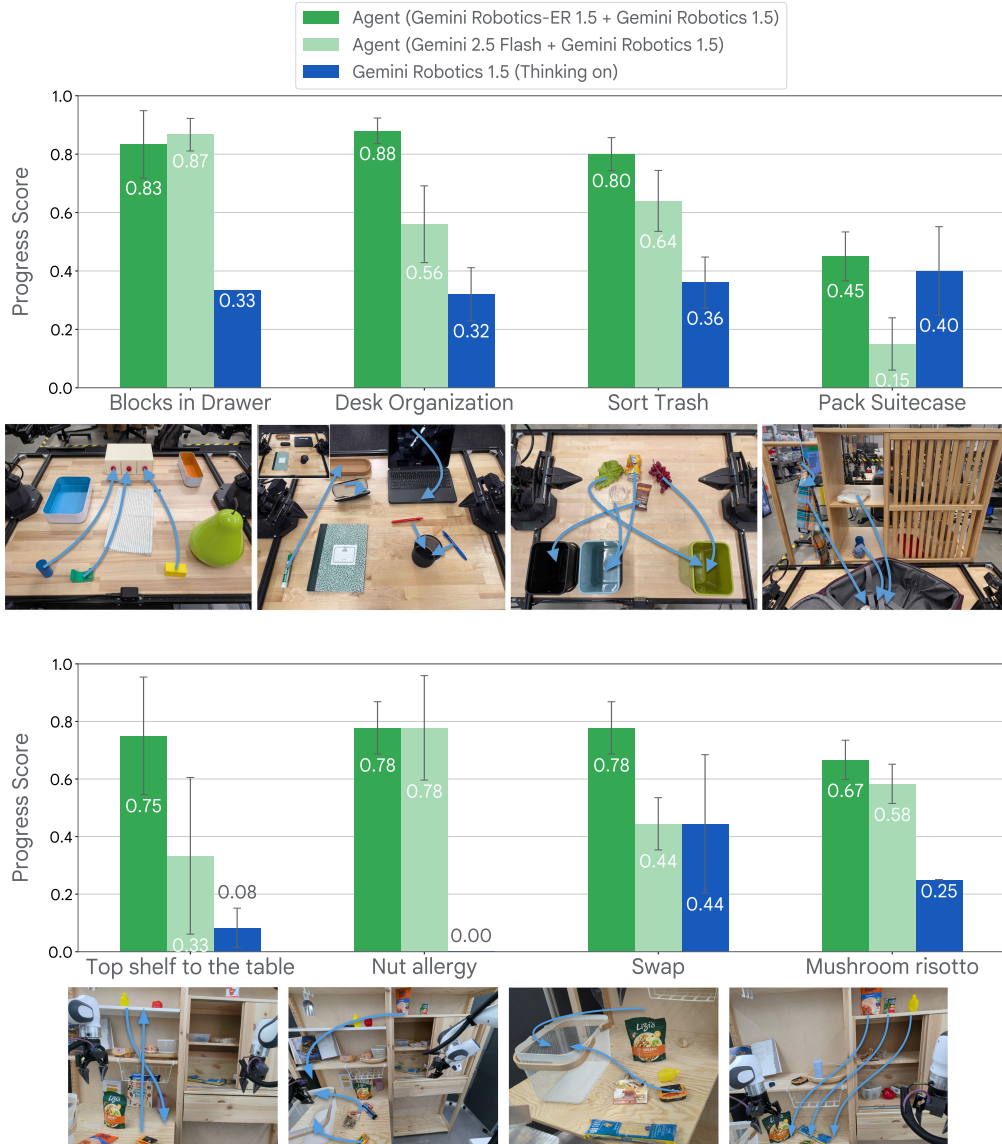 Agent (Gemini Robotics-ER 1.5 + Gemini Robotics 1.5)
Agent (Gemini 2.5 Flash + Gemini Robotics 1.5)
Gemini Robotics 1.5 (Thinking on)
Progress Score
1.0
0.8
0.6
0.4
0.2
0.0
0.83
0.87
0.33
0.88
0.56
0.32
0.80
0.64
0.36
0.45
0.15
0.40
Blocks in Drawer
Desk Organization
Sort Trash
Pack Suitecase
Progress Score
1.0
0.8
0.6
0.4
0.2
0.0
0.75
0.33
0.08
0.78
0.78
0.00
0.78
0.44
0.44
0.67
0.58
0.25
Top shelf to the table
Nut allergy
Swap
Mushroom risotto